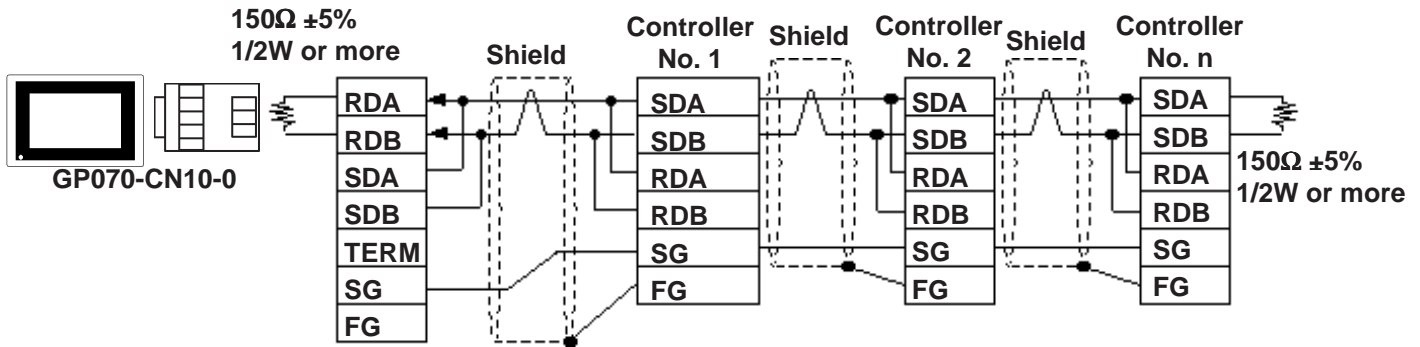 150Ω ±5%
1/2W or more
GP070-CN10-0
RDA
RDB
SDA
SDB
TERM
SG
FG
Shield
Controller
No. 1
SDA
SDB
RDA
RDB
SG
FG
Shield
Controller
No. 2
SDA
SDB
RDA
RDB
SG
FG
Shield
Controller
No. n
SDA
SDB
RDA
RDB
SG
FG
150Ω ±5%
1/2W or more